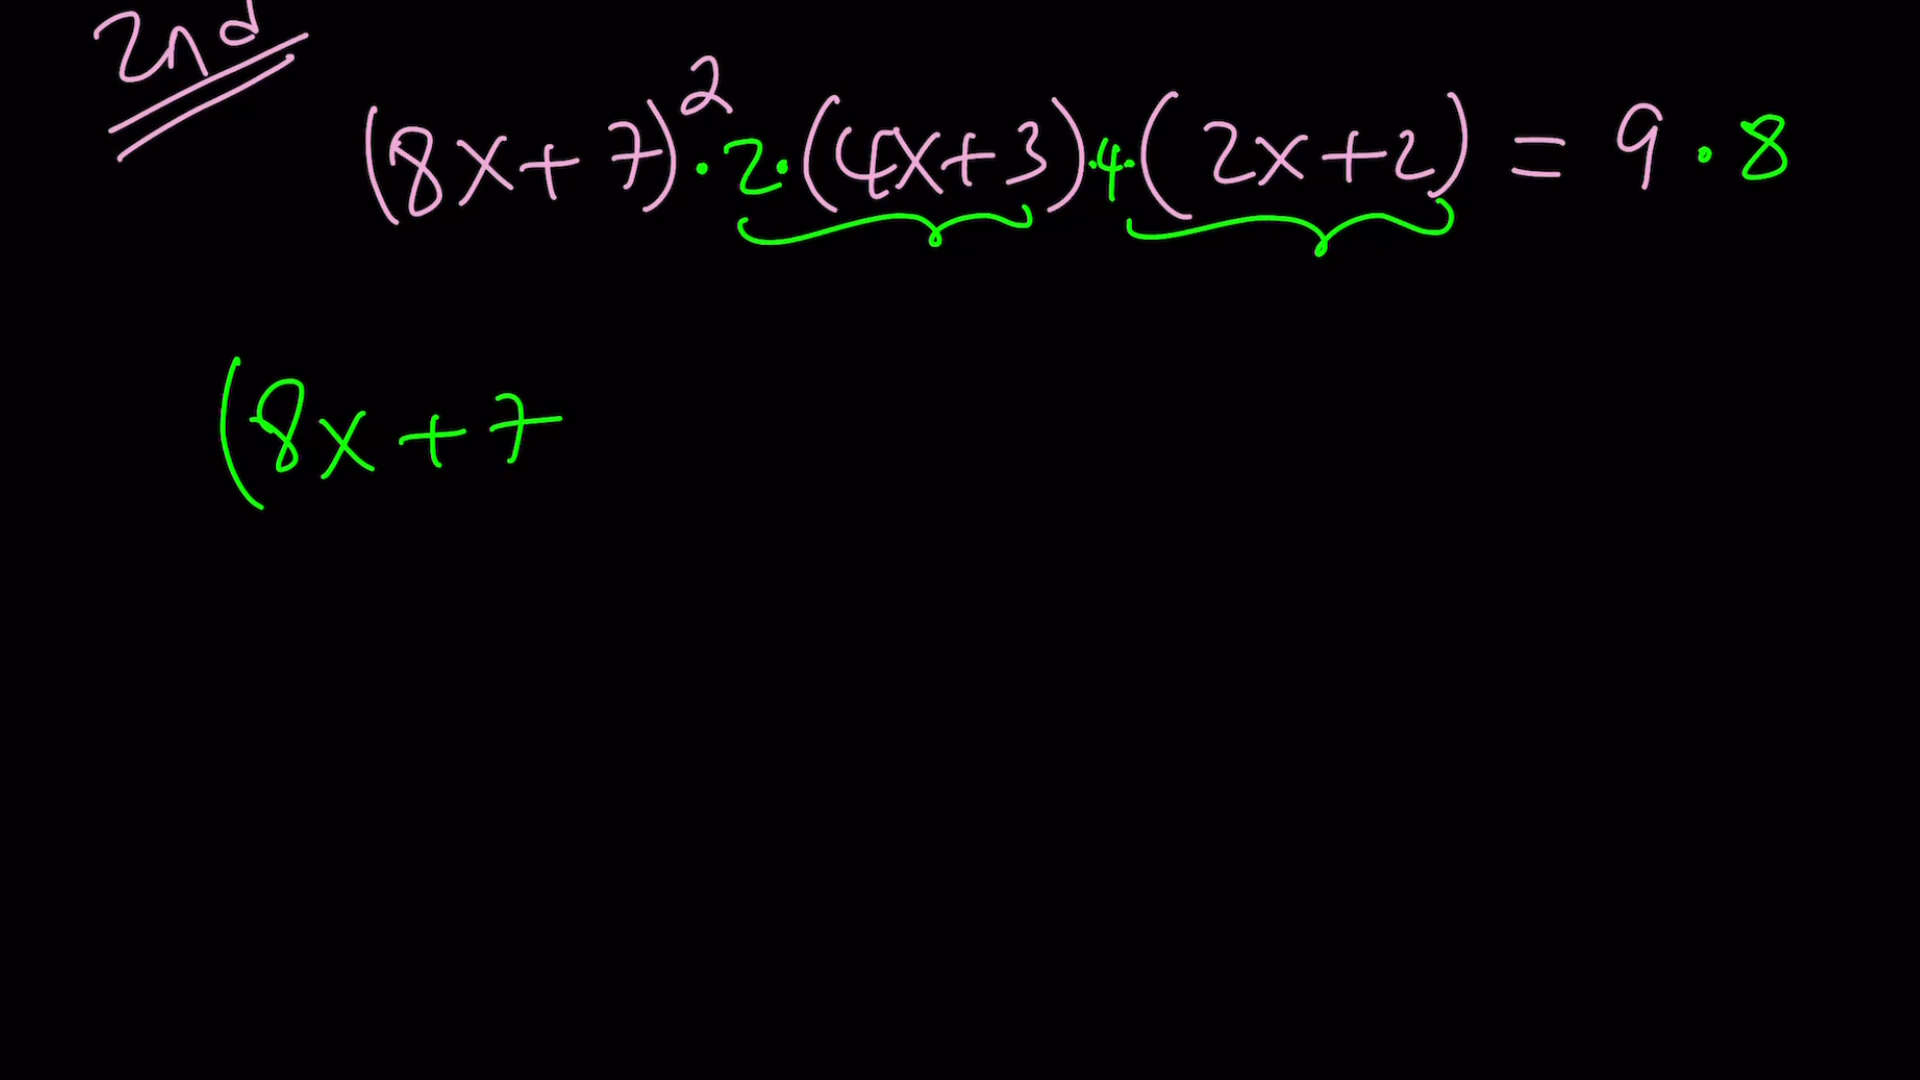 2nd
(8x+7)²·2·(4x+3)·4·(2x+2) = 9·8
(8x+7